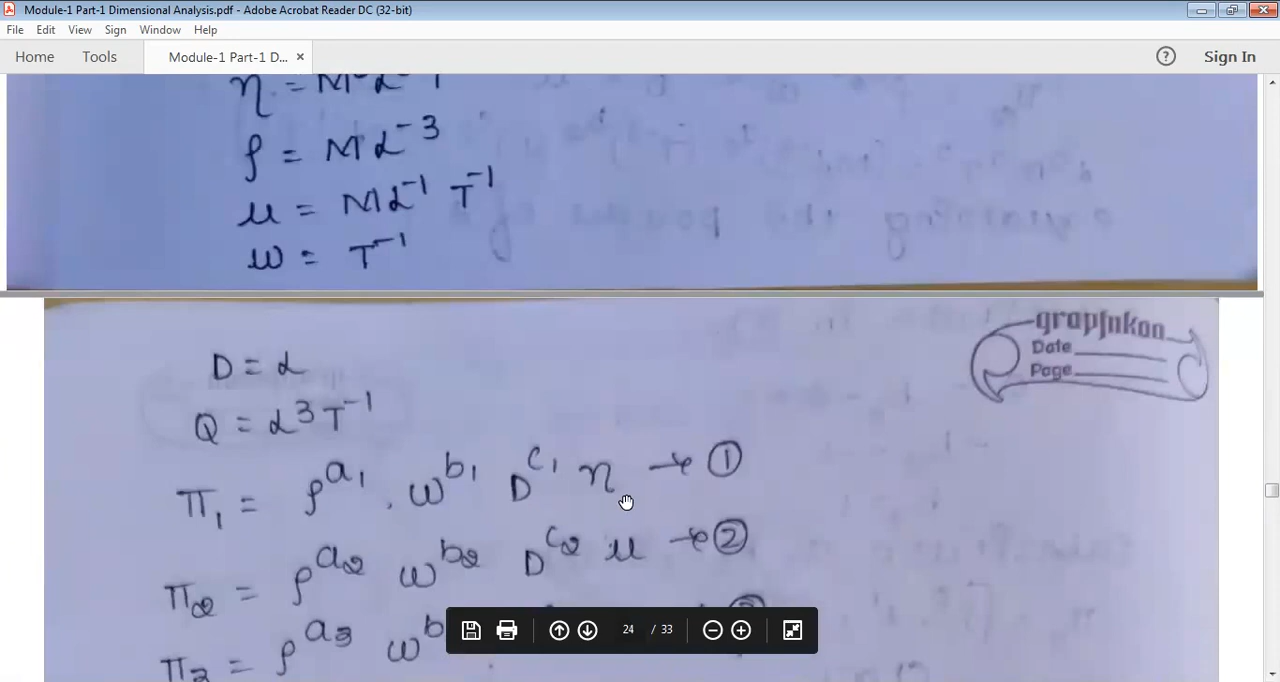 Module-1 Part-1 Dimensional Analysis.pdf - Adobe Acrobat Reader DC (32-bit)
File Edit View Sign Window Help
Home Tools Module-1 Part-1 D... × ? Sign In
η =
ρ = ML⁻³
μ = ML⁻¹ T⁻¹
ω = T⁻¹
Date
Page
D = L
Q = L³T⁻¹
π₁ = ρ^a₁ . ω^b₁ D^c₁ η → ①
π₂ = ρ^a₂ ω^b₂ D^c₂ μ → ②
π₃ = ρ^a₃ ω^b
24 / 33